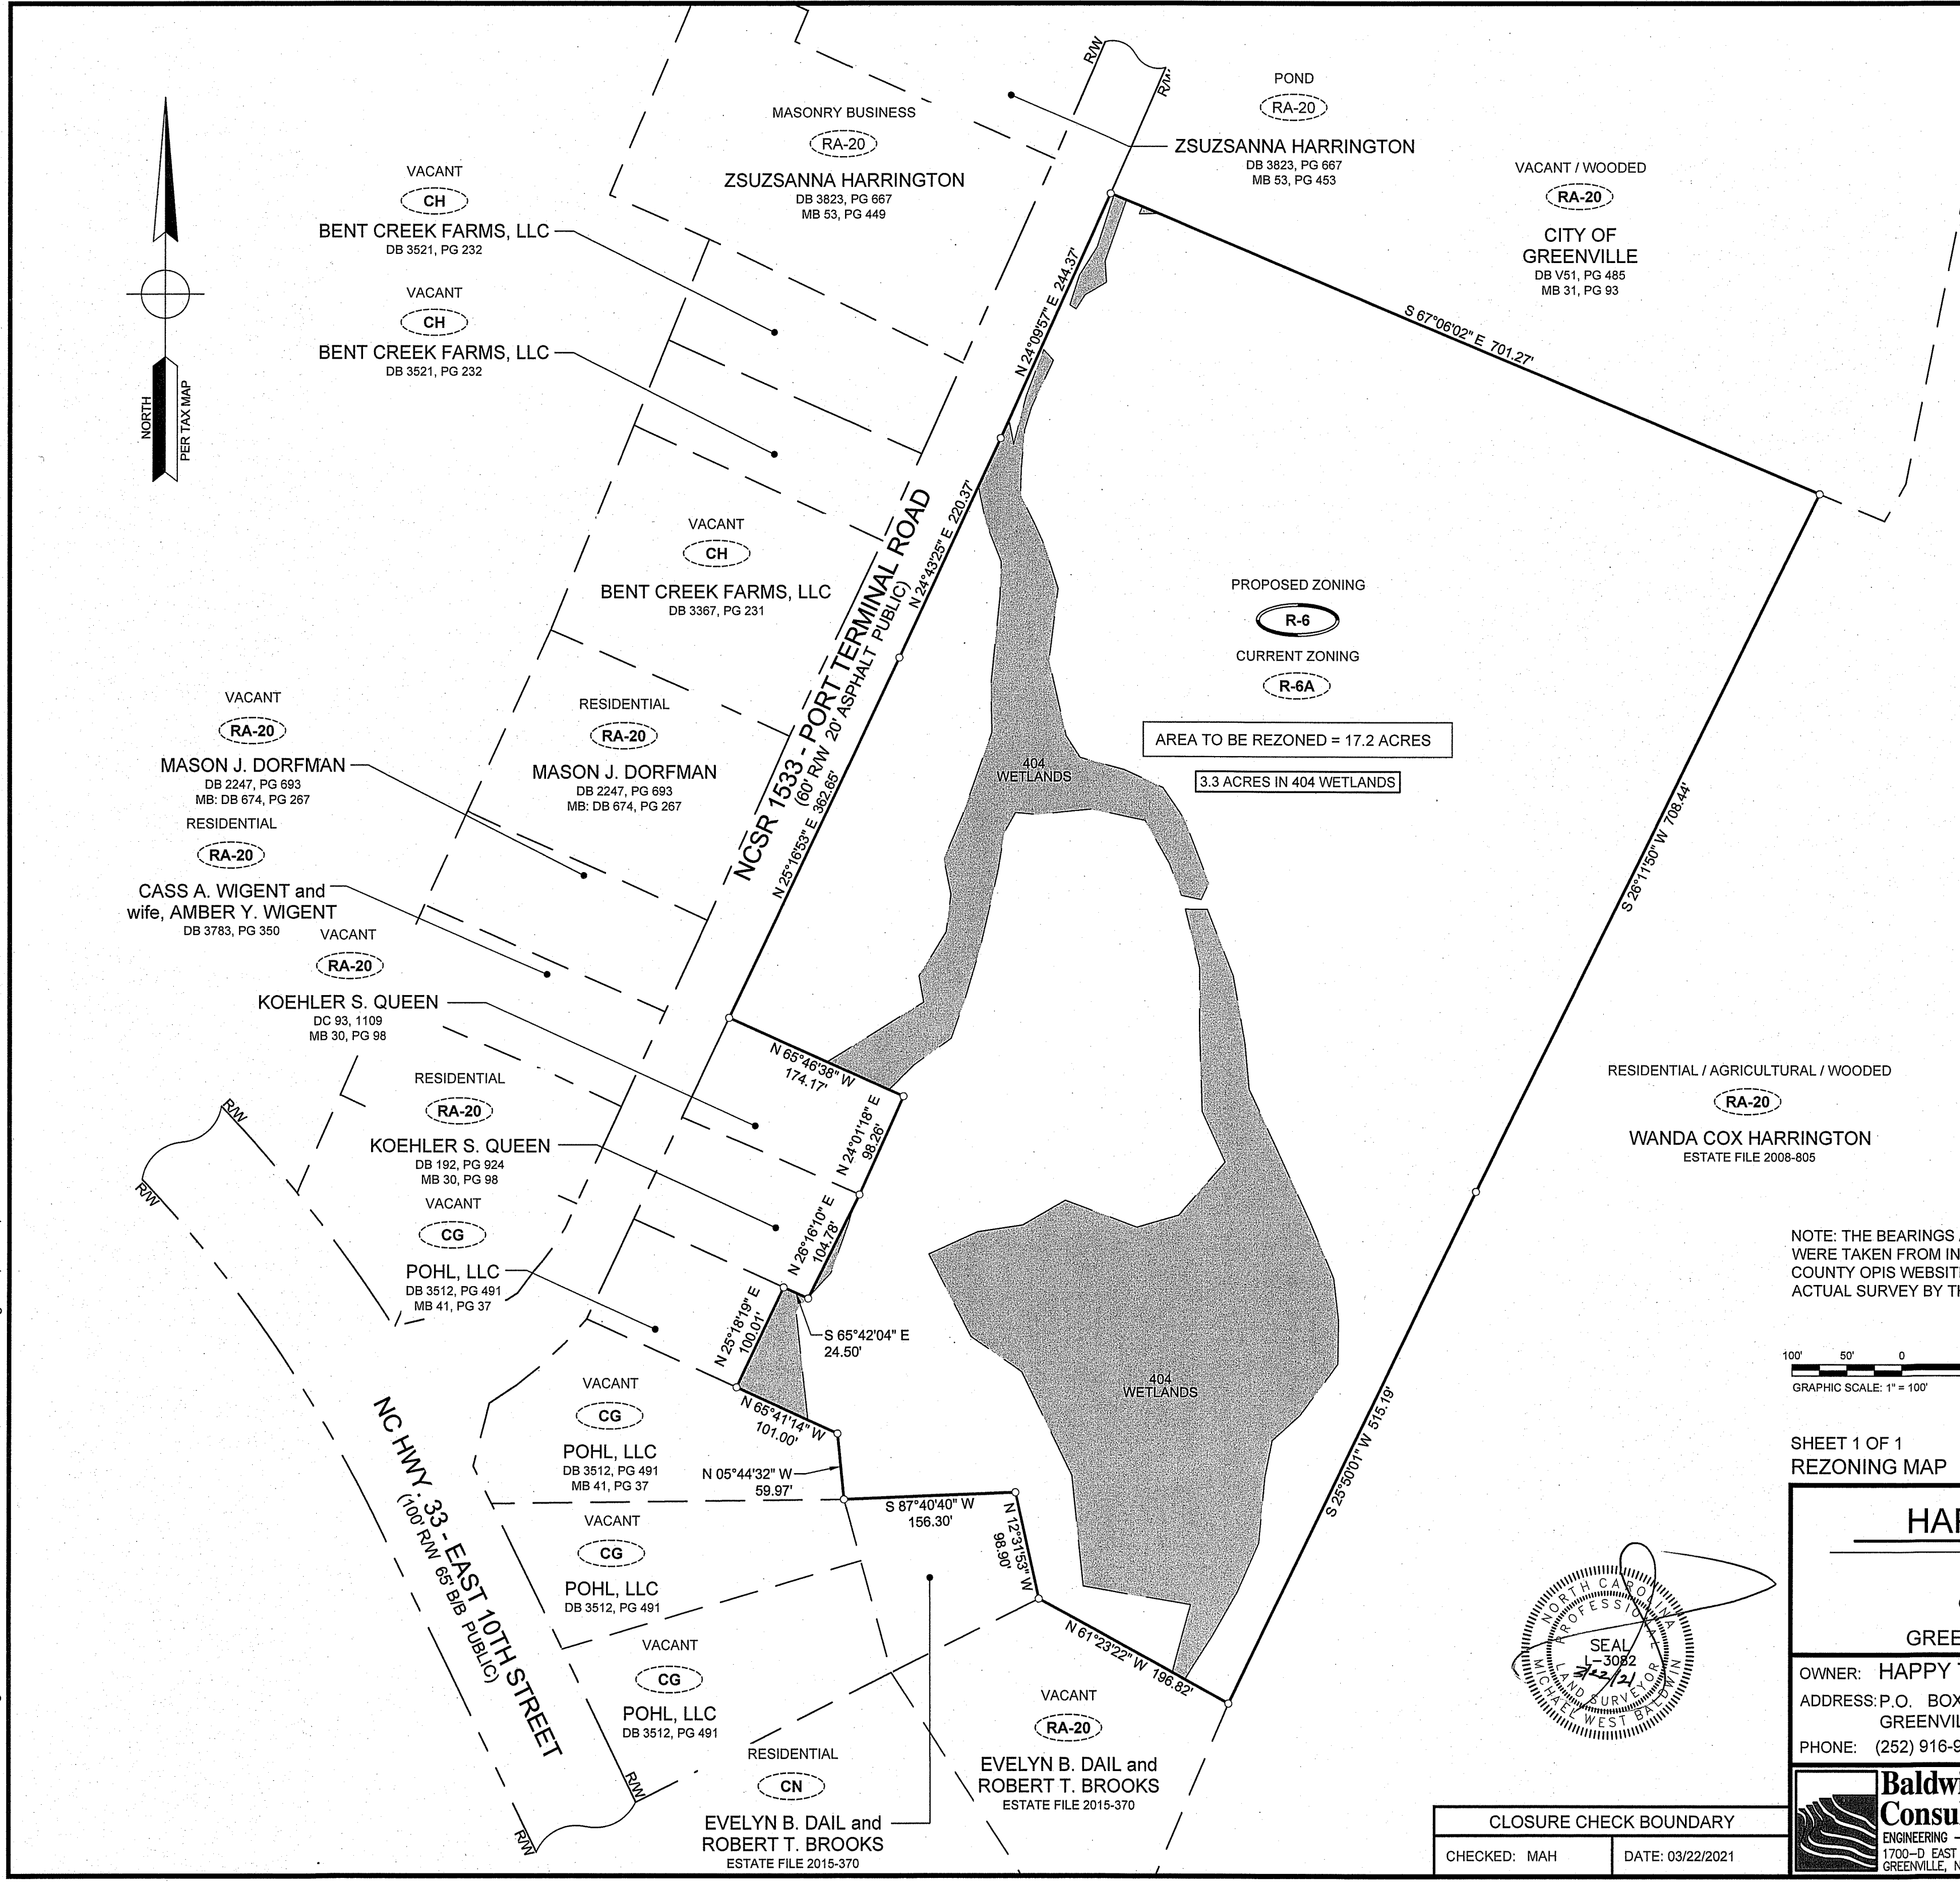 R/W
R/W
POND
RA-20
ZSUZSANNA HARRINGTON
DB 3823, PG 667
MB 53, PG 453
MASONRY BUSINESS
RA-20
ZSUZSANNA HARRINGTON
DB 3823, PG 667
MB 53, PG 449
VACANT / WOODED
RA-20
CITY OF
GREENVILLE
DB V51, PG 485
MB 31, PG 93
VACANT
CH
BENT CREEK FARMS, LLC
DB 3521, PG 232
VACANT
CH
BENT CREEK FARMS, LLC
DB 3521, PG 232
NORTH
PER TAX MAP
N 24°09'57" E 244.37'
S 67°06'02" E 701.27'
VACANT
CH
BENT CREEK FARMS, LLC
DB 3367, PG 231
NCSR 1533 - PORT TERMINAL ROAD
(60' R/W 20' ASPHALT PUBLIC)
N 24°43'25" E 220.37'
N 25°16'53" E 362.65'
PROPOSED ZONING
R-6
CURRENT ZONING
R-6A
AREA TO BE REZONED = 17.2 ACRES
3.3 ACRES IN 404 WETLANDS
404
WETLANDS
S 26°11'50" W 708.44'
VACANT
RA-20
MASON J. DORFMAN
DB 2247, PG 693
MB: DB 674, PG 267
RESIDENTIAL
RA-20
MASON J. DORFMAN
DB 2247, PG 693
MB: DB 674, PG 267
RESIDENTIAL
RA-20
CASS A. WIGENT and
wife, AMBER Y. WIGENT
DB 3783, PG 350
VACANT
RA-20
KOEHLER S. QUEEN
DC 93, 1109
MB 30, PG 98
RESIDENTIAL
RA-20
KOEHLER S. QUEEN
DB 192, PG 924
MB 30, PG 98
VACANT
CG
POHL, LLC
DB 3512, PG 491
MB 41, PG 37
N 65°46'38" W
174.17'
N 24°01'18" E
98.26'
N 26°16'10" E
104.78'
N 25°18'19" E
100.01'
S 65°42'04" E
24.50'
N 65°41'14" W
101.00'
N 05°44'32" W
59.97'
S 87°40'40" W
156.30'
N 12°31'53" W
98.90'
N 61°23'22" W 196.82'
S 25°50'01" W 515.19'
404
WETLANDS
RESIDENTIAL / AGRICULTURAL / WOODED
RA-20
WANDA COX HARRINGTON
ESTATE FILE 2008-805
R/W
R/W
NC HWY. 33 - EAST 10TH STREET
(100' R/W 65' B/B PUBLIC)
R/W
R/W
VACANT
CG
POHL, LLC
DB 3512, PG 491
MB 41, PG 37
VACANT
CG
POHL, LLC
DB 3512, PG 491
VACANT
CG
POHL, LLC
DB 3512, PG 491
RESIDENTIAL
CN
EVELYN B. DAIL and
ROBERT T. BROOKS
ESTATE FILE 2015-370
VACANT
RA-20
EVELYN B. DAIL and
ROBERT T. BROOKS
ESTATE FILE 2015-370
NOTE: THE BEARINGS
WERE TAKEN FROM IN
COUNTY OPIS WEBSIT
ACTUAL SURVEY BY T
100' 50' 0
GRAPHIC SCALE: 1" = 100'
SHEET 1 OF 1
REZONING MAP
HAP
GREE
OWNER: HAPPY
ADDRESS: P.O. BOX
GREENVIL
PHONE: (252) 916-9
Baldwi
Consul
ENGINEERING -
1700-D EAST
GREENVILLE, N
NORTH CAROLINA
PROFESSIONAL
SEAL
L-3082
3/22/21
LAND SURVEYOR
MICHAEL WEST BALDWIN
CLOSURE CHECK BOUNDARY
CHECKED: MAH
DATE: 03/22/2021